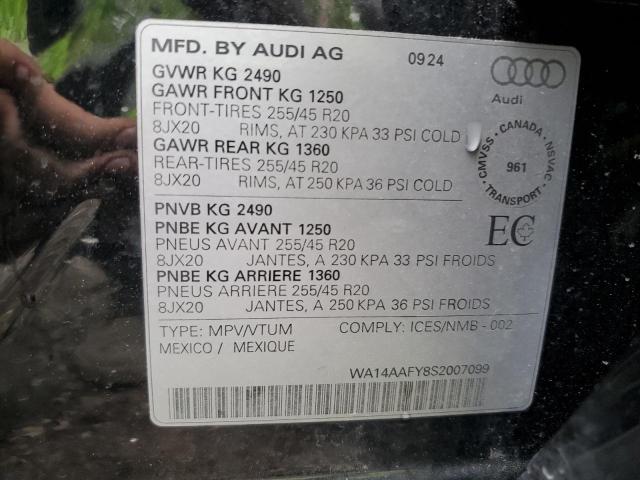 MFD. BY AUDI AG 09 24
GVWR KG 2490
GAWR FRONT KG 1250
FRONT-TIRES 255/45 R20
8JX20 RIMS, AT 230 KPA 33 PSI COLD
GAWR REAR KG 1360
REAR-TIRES 255/45 R20
8JX20 RIMS, AT 250 KPA 36 PSI COLD
Audi
CMVSS - CANADA - NSVAC - TRANSPORT -
961
PNVB KG 2490
PNBE KG AVANT 1250
PNEUS AVANT 255/45 R20
8JX20 JANTES, A 230 KPA 33 PSI FROIDS
PNBE KG ARRIERE 1360
PNEUS ARRIERE 255/45 R20
8JX20 JANTES, A 250 KPA 36 PSI FROIDS
EC
TYPE: MPV/VTUM COMPLY: ICES/NMB - 002
MEXICO / MEXIQUE
WA14AAFY8S2007099